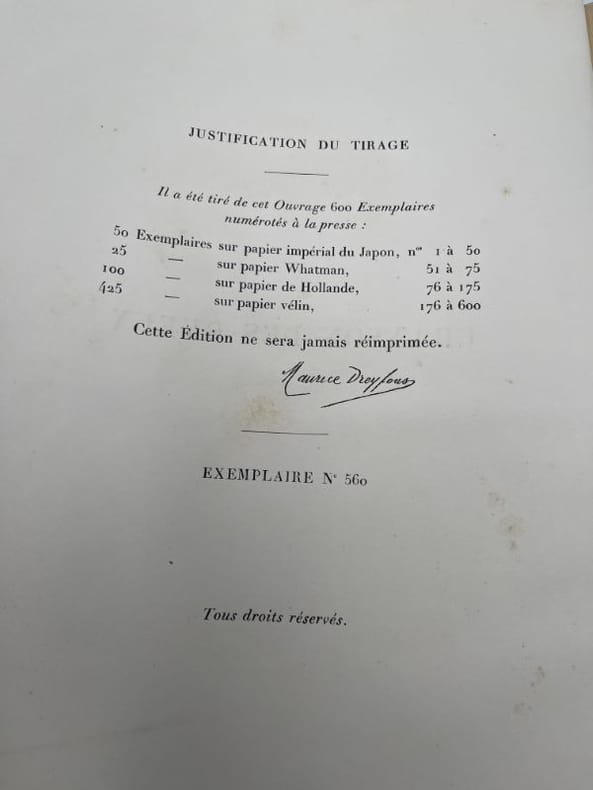 JUSTIFICATION DU TIRAGE
Il a été tiré de cet Ouvrage 600 Exemplaires
numérotés à la presse :
50 Exemplaires sur papier impérial du Japon, nos 1 à 50
25 — sur papier Whatman, 51 à 75
100 — sur papier de Hollande, 76 à 175
425 — sur papier vélin, 176 à 600
Cette Édition ne sera jamais réimprimée.
Maurice Dreyfous
EXEMPLAIRE No 560
Tous droits réservés.